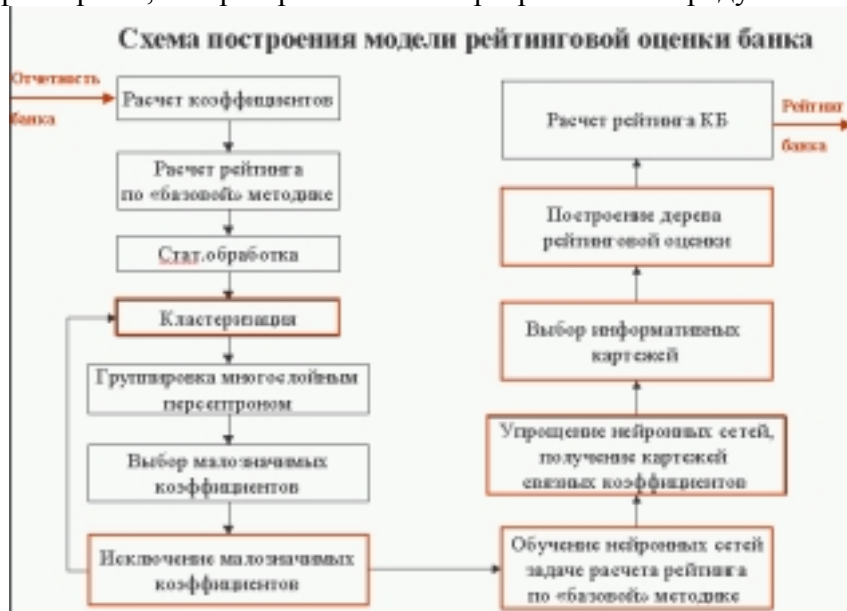 Схема построения модели рейтинговой оценки банка
Отчетность
банка
Расчет коэффициентов
Расчет рейтинга
по «базовой» методике
Стат.обработка
Кластеризация
Группировка многослойным
персептроном
Выбор малозначимых
коэффициентов
Исключение малозначимых
коэффициентов
Обучение нейронных сетей
задаче расчета рейтинга
по «базовой» методике
Упрощение нейронных сетей,
получение картежей
связных коэффициентов
Выбор информативных
картежей
Построение дерева
рейтинговой оценки
Расчет рейтинга КБ
Рейтинг
банка